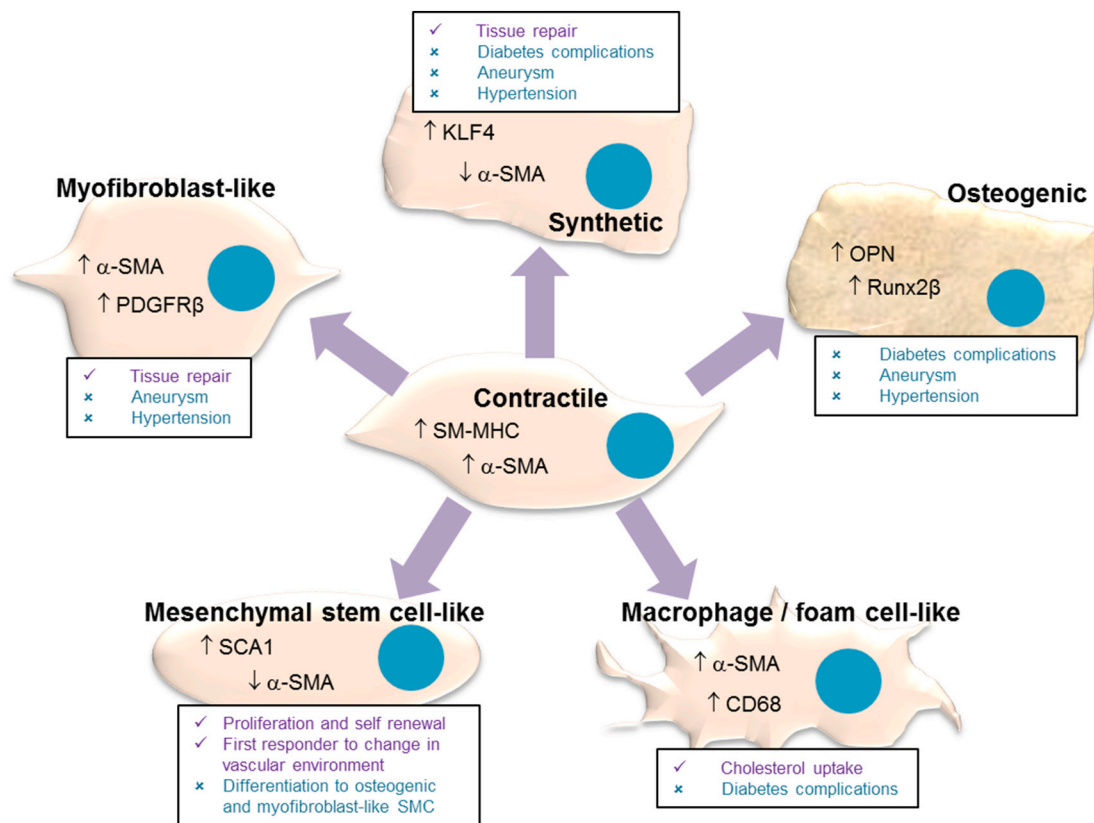 ✓ Tissue repair
× Diabetes complications
× Aneurysm
× Hypertension
↑ KLF4
↓ α-SMA
Synthetic
Myofibroblast-like
↑ α-SMA
↑ PDGFRβ
✓ Tissue repair
× Aneurysm
× Hypertension
Osteogenic
↑ OPN
↑ Runx2β
× Diabetes complications
× Aneurysm
× Hypertension
Contractile
↑ SM-MHC
↑ α-SMA
Mesenchymal stem cell-like
↑ SCA1
↓ α-SMA
✓ Proliferation and self renewal
✓ First responder to change in
vascular environment
× Differentiation to osteogenic
and myofibroblast-like SMC
Macrophage / foam cell-like
↑ α-SMA
↑ CD68
✓ Cholesterol uptake
× Diabetes complications